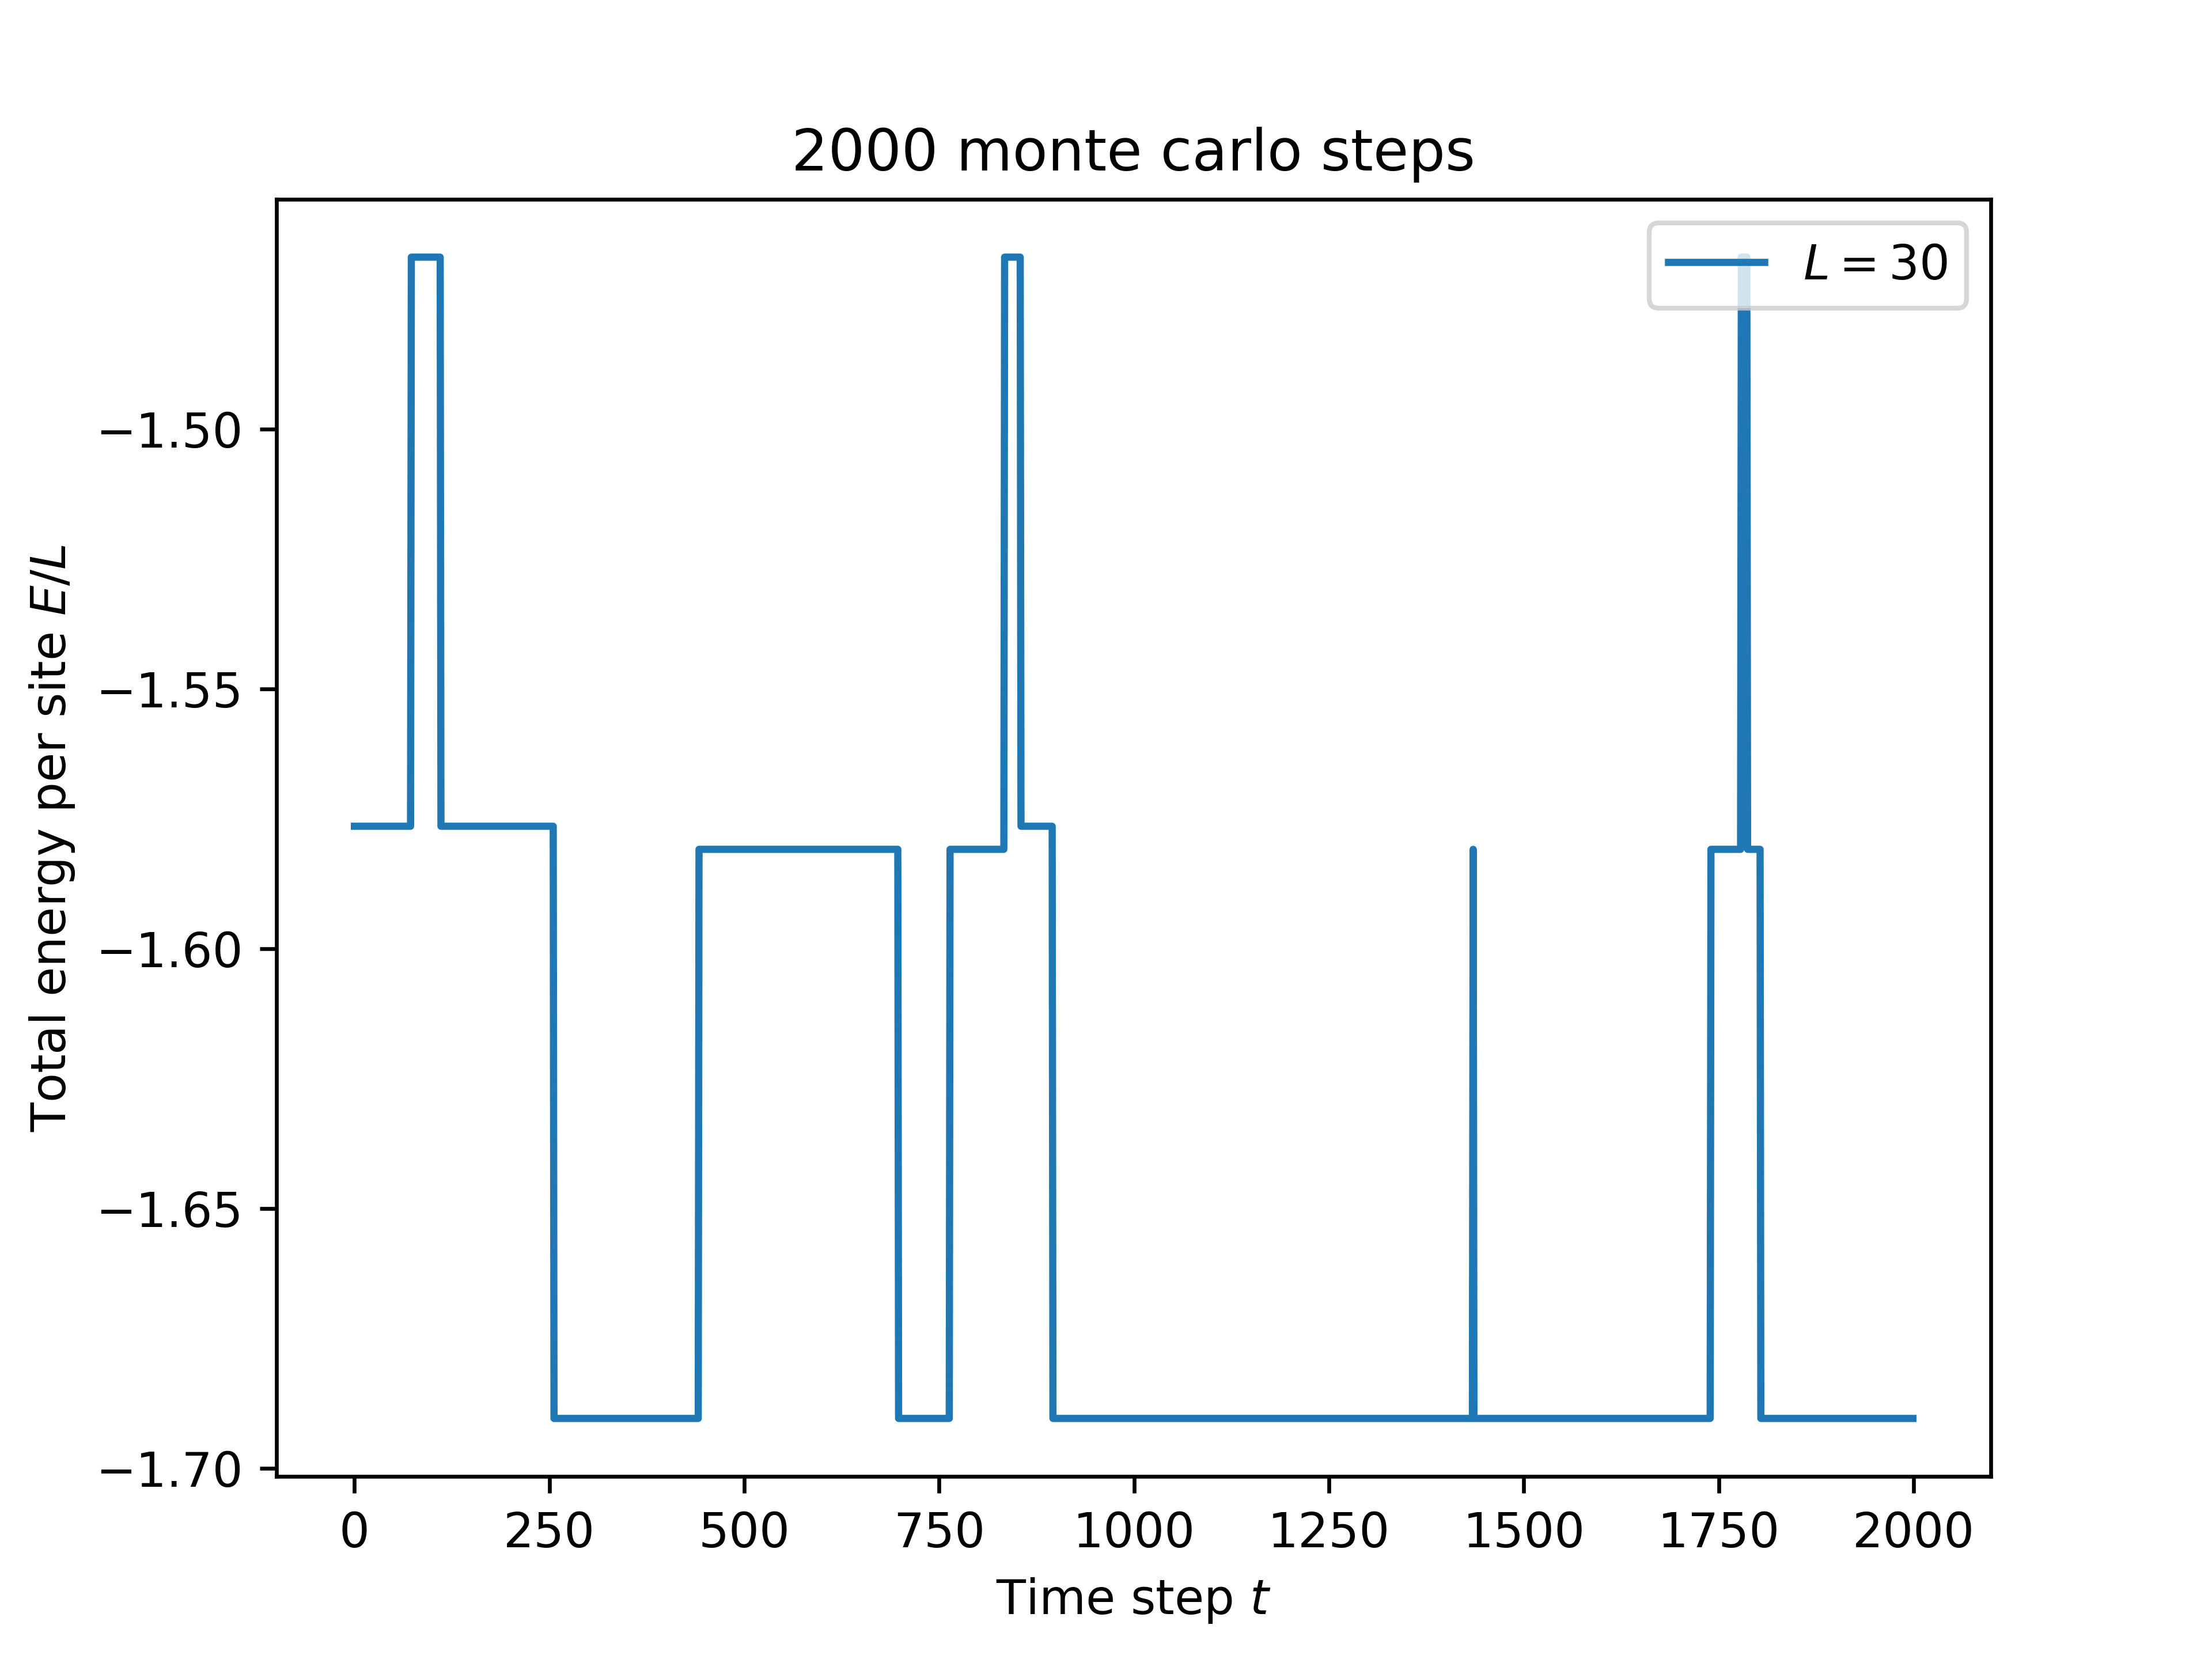 2000 monte carlo steps
L = 30
Total energy per site E/L
−1.50
−1.55
−1.60
−1.65
−1.70
0 250 500 750 1000 1250 1500 1750 2000
Time step t